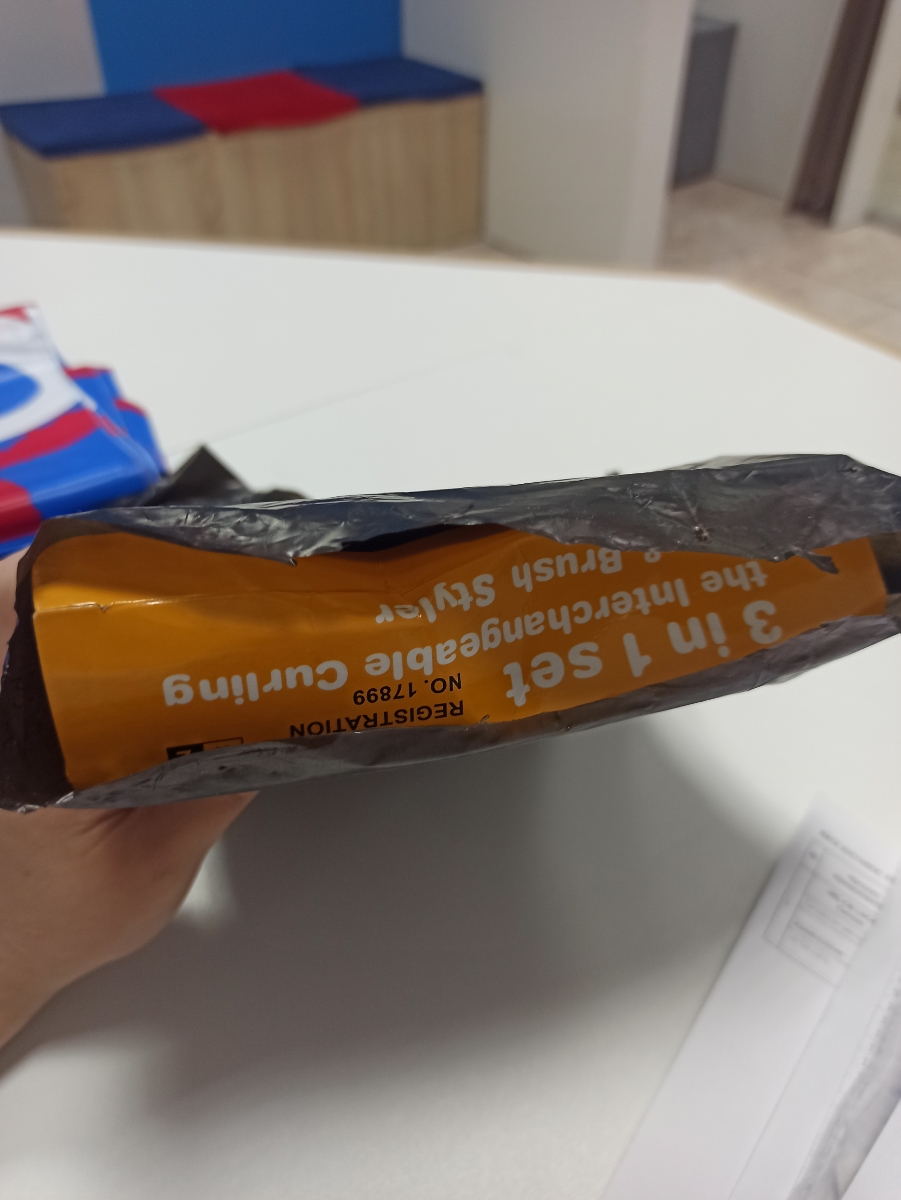 3 in 1 set
the Interchangeable Curling
& Brush Styler
REGISTRATION
NO. 17899